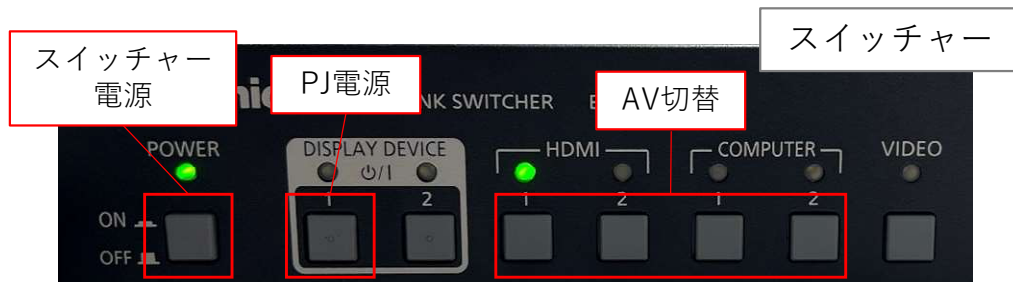 スイッチャー
スイッチャー
電源
PJ電源
AV切替
SWITCHER
POWER
DISPLAY DEVICE
HDMI
COMPUTER
VIDEO
⏻/I
1 2 1 2 1 2
ON
OFF